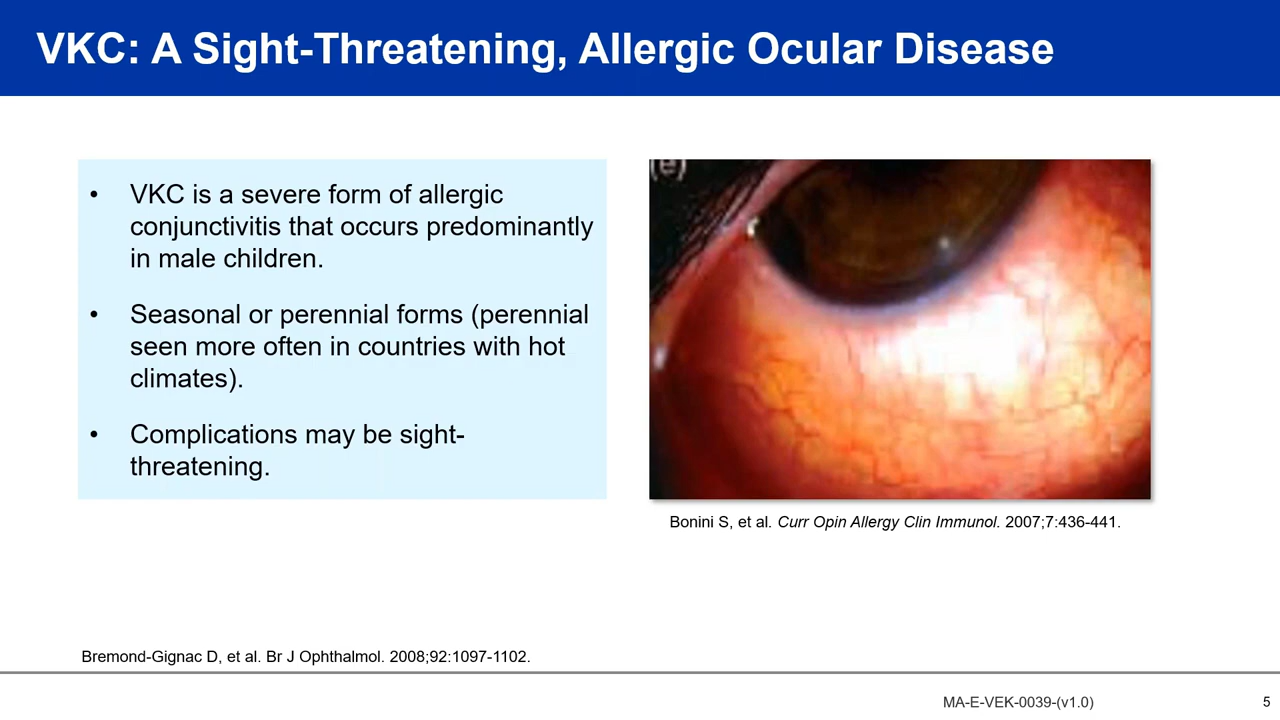 VKC: A Sight-Threatening, Allergic Ocular Disease
• VKC is a severe form of allergic
conjunctivitis that occurs predominantly
in male children.
• Seasonal or perennial forms (perennial
seen more often in countries with hot
climates).
• Complications may be sight-
threatening.
(e)
Bonini S, et al. Curr Opin Allergy Clin Immunol. 2007;7:436-441.
Bremond-Gignac D, et al. Br J Ophthalmol. 2008;92:1097-1102.
MA-E-VEK-0039-(v1.0)
5